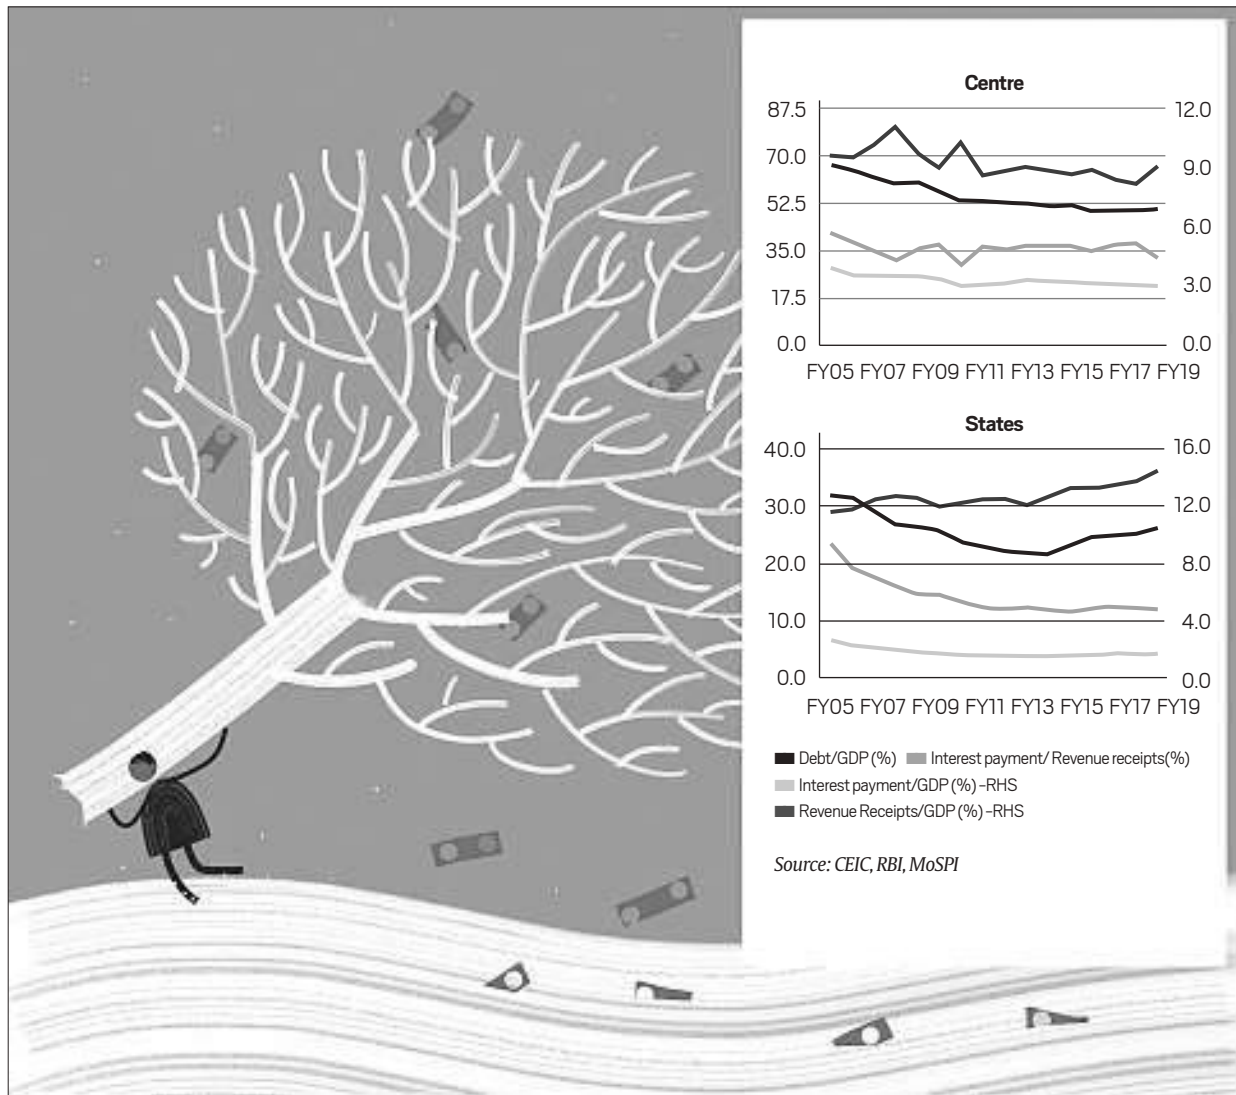 Centre
87.5 12.0
70.0 9.0
52.5 6.0
35.0 3.0
17.5
0.0 0.0
FY05 FY07 FY09 FY11 FY13 FY15 FY17 FY19
States
40.0 16.0
30.0 12.0
20.0 8.0
10.0 4.0
0.0 0.0
FY05 FY07 FY09 FY11 FY13 FY15 FY17 FY19
Debt/GDP (%) Interest payment/ Revenue receipts(%)
Interest payment/GDP (%) -RHS
Revenue Receipts/GDP (%) -RHS
Source: CEIC, RBI, MoSPI